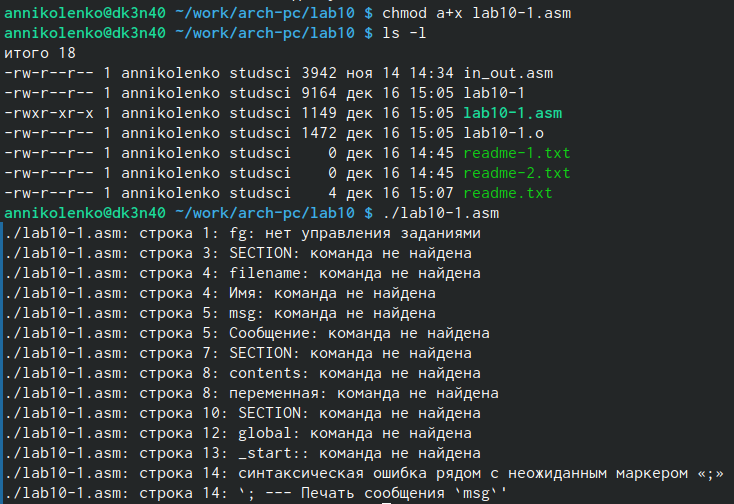 annikolenko@dk3n40 ~/work/arch-pc/lab10 $ chmod a+x lab10-1.asm
annikolenko@dk3n40 ~/work/arch-pc/lab10 $ ls -l
итого 18
-rw-r--r-- 1 annikolenko studsci 3942 ноя 14 14:34 in_out.asm
-rw-r--r-- 1 annikolenko studsci 9164 дек 16 15:05 lab10-1
-rwxr-xr-x 1 annikolenko studsci 1149 дек 16 15:05 lab10-1.asm
-rw-r--r-- 1 annikolenko studsci 1472 дек 16 15:05 lab10-1.o
-rw-r--r-- 1 annikolenko studsci    0 дек 16 14:45 readme-1.txt
-rw-r--r-- 1 annikolenko studsci    0 дек 16 14:45 readme-2.txt
-rw-r--r-- 1 annikolenko studsci    4 дек 16 15:07 readme.txt
annikolenko@dk3n40 ~/work/arch-pc/lab10 $ ./lab10-1.asm
./lab10-1.asm: строка 1: fg: нет управления заданиями
./lab10-1.asm: строка 3: SECTION: команда не найдена
./lab10-1.asm: строка 4: filename: команда не найдена
./lab10-1.asm: строка 4: Имя: команда не найдена
./lab10-1.asm: строка 5: msg: команда не найдена
./lab10-1.asm: строка 5: Сообщение: команда не найдена
./lab10-1.asm: строка 7: SECTION: команда не найдена
./lab10-1.asm: строка 8: contents: команда не найдена
./lab10-1.asm: строка 8: переменная: команда не найдена
./lab10-1.asm: строка 10: SECTION: команда не найдена
./lab10-1.asm: строка 12: global: команда не найдена
./lab10-1.asm: строка 13: _start:: команда не найдена
./lab10-1.asm: строка 14: синтаксическая ошибка рядом с неожиданным маркером «;»
./lab10-1.asm: строка 14: `; --- Печать сообщения `msg`'